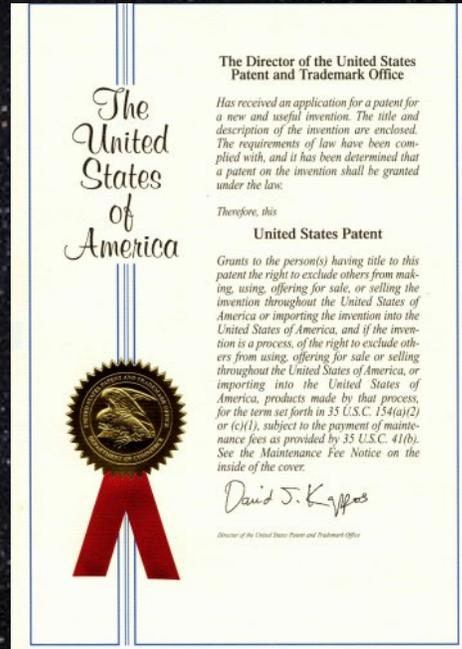 The
United
States
of
America
The Director of the United States
Patent and Trademark Office
Has received an application for a patent for
a new and useful invention. The title and
description of the invention are enclosed.
The requirements of law have been com-
plied with, and it has been determined that
a patent on the invention shall be granted
under the law.
Therefore, this
United States Patent
Grants to the person(s) having title to this
patent the right to exclude others from mak-
ing, using, offering for sale, or selling the
invention throughout the United States of
America or importing the invention into the
United States of America, and if the inven-
tion is a process, of the right to exclude oth-
ers from using, offering for sale or selling
throughout the United States of America, or
importing into the United States of
America, products made by that process,
for the term set forth in 35 U.S.C. 154(a)(2)
or (c)(1), subject to the payment of mainte-
nance fees as provided by 35 U.S.C. 41(b).
See the Maintenance Fee Notice on the
inside of the cover.
David J. Kappos
Director of the United States Patent and Trademark Office
UNITED STATES PATENT AND TRADEMARK OFFICE
DEPARTMENT OF COMMERCE